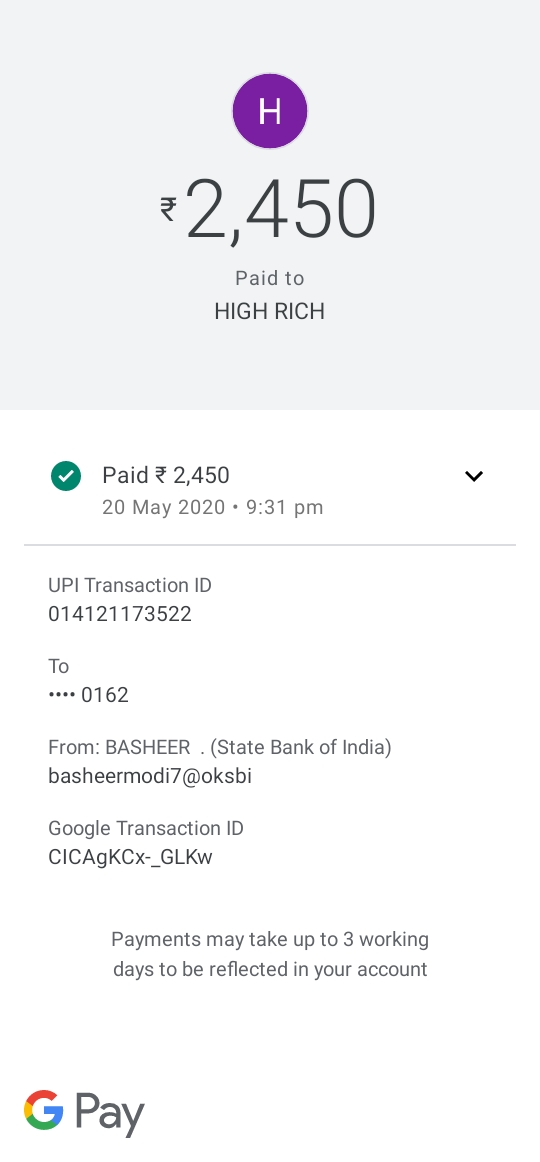 H
₹2,450
Paid to
HIGH RICH
Paid ₹ 2,450
20 May 2020 • 9:31 pm
UPI Transaction ID
014121173522
To
•••• 0162
From: BASHEER  . (State Bank of India)
basheermodi7@oksbi
Google Transaction ID
CICAgKCx-_GLKw
Payments may take up to 3 working
days to be reflected in your account
G Pay